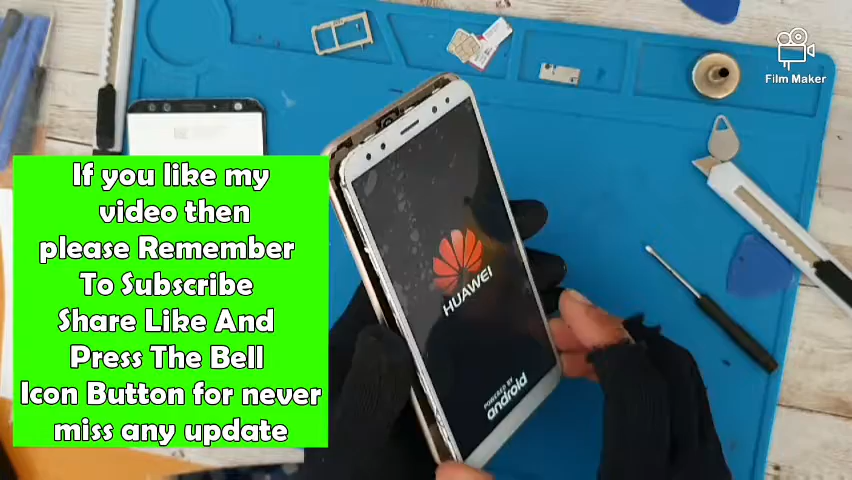 Film Maker
If you like my
video then
please Remember
To Subscribe
Share Like And
Press The Bell
Icon Button for never
miss any update
HUAWEI
POWERED BY
android